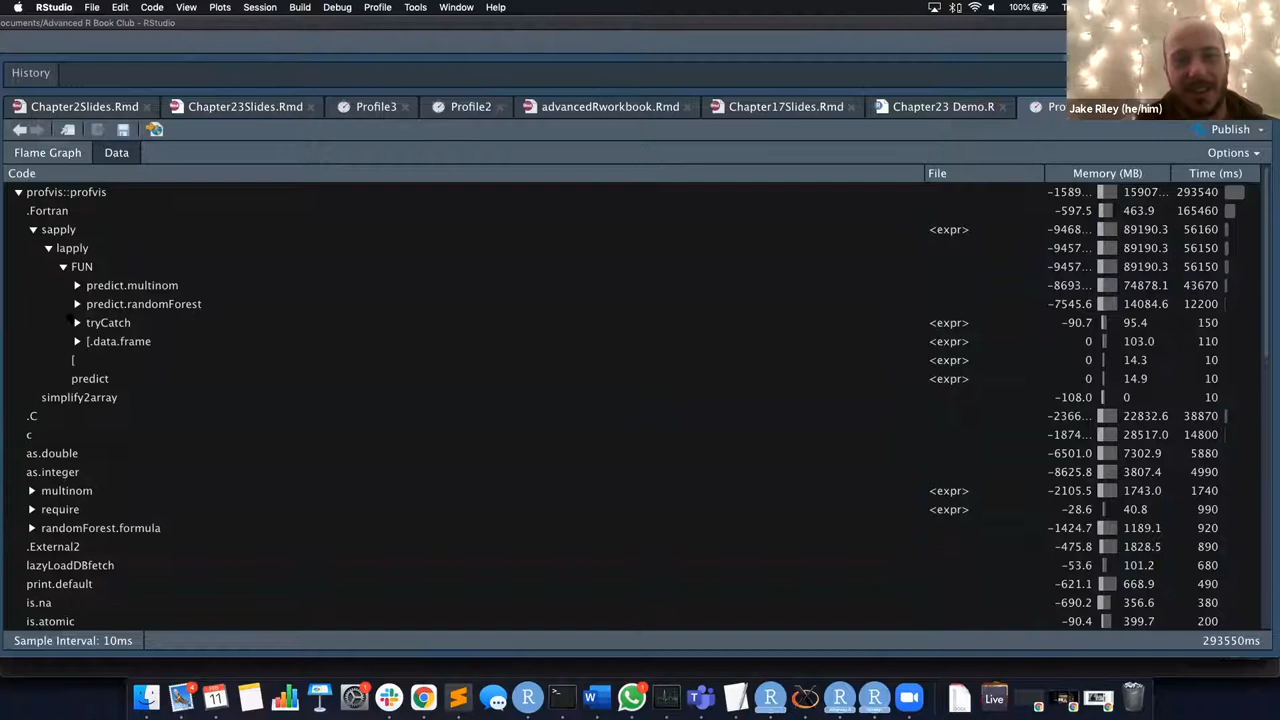 RStudio File Edit Code View Plots Session Build Debug Profile Tools Window Help 100%
ocuments/Advanced R Book Club - RStudio
History
Chapter2Slides.Rmd Chapter23Slides.Rmd Profile3 Profile2 advancedRworkbook.Rmd Chapter17Slides.Rmd Chapter23 Demo.R Pro
Jake Riley (he/him)
Publish
Flame Graph Data Options
Code File Memory (MB) Time (ms)
profvis::profvis -1589... 15907... 293540
.Fortran -597.5 463.9 165460
sapply <expr> -9468... 89190.3 56160
lapply -9457... 89190.3 56150
FUN -9457... 89190.3 56150
predict.multinom -8693... 74878.1 43670
predict.randomForest -7545.6 14084.6 12200
tryCatch <expr> -90.7 95.4 150
[.data.frame <expr> 0 103.0 110
[ <expr> 0 14.3 10
predict <expr> 0 14.9 10
simplify2array -108.0 0 10
.C -2366... 22832.6 38870
c -1874... 28517.0 14800
as.double -6501.0 7302.9 5880
as.integer -8625.8 3807.4 4990
multinom <expr> -2105.5 1743.0 1740
require <expr> -28.6 40.8 990
randomForest.formula -1424.7 1189.1 920
.External2 -475.8 1828.5 890
lazyLoadDBfetch -53.6 101.2 680
print.default -621.1 668.9 490
is.na -690.2 356.6 380
is.atomic -90.4 399.7 200
Sample Interval: 10ms 293550ms
4 FEB 11 1 W R Live